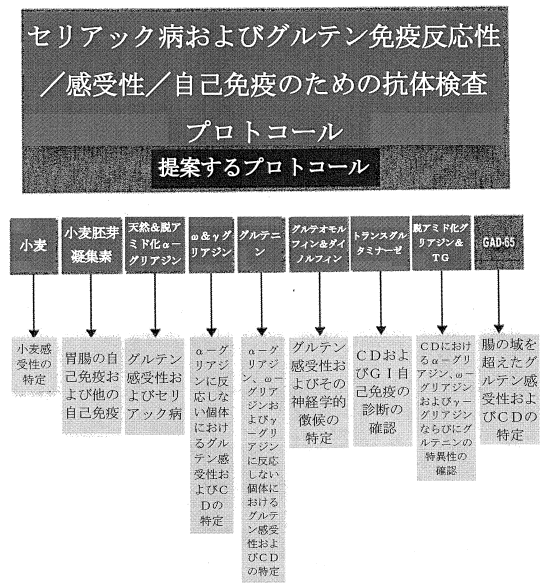 セリアック病およびグルテン免疫反応性
／感受性／自己免疫のための抗体検査
プロトコール
提案するプロトコール
小麦
小麦胚芽
凝集素
天然＆脱ア
ミド化α－
グリアジン
ω＆γグ
リアジン
グルテニ
ン
グルテオモル
フィン＆ダイ
ノルフィン
トランスグル
タミナーゼ
脱アミド化グ
リアジン＆
TG
GAD-65
小麦感
受性の
特定
胃腸の自
己免疫お
よび他の
自己免疫
グルテン
感受性お
よびセリ
アック病
α－グ
リアジ
ンに反
応しな
い個体
におけ
るグル
テン感
受性お
よびC
Dの
特定
α－グ
リアジ
ン、ω－
グリア
ジンお
よびγ－グ
リアジン
に反応
しない
個体に
おける
グルテ
ン感受
性およ
びCD
の特定
グルテン
感受性お
よびその
神経学的
徴候の
特定
CDおよ
びGI自
己免疫の
診断の
確認
CDにおけ
るα－グリ
アジン、ω－
グリアジン
およびγ－
グリアジン
ならびにグ
ルテニンの
特異性の
確認
腸の域を
超えたグ
ルテン感
受性およ
びCDの
特定